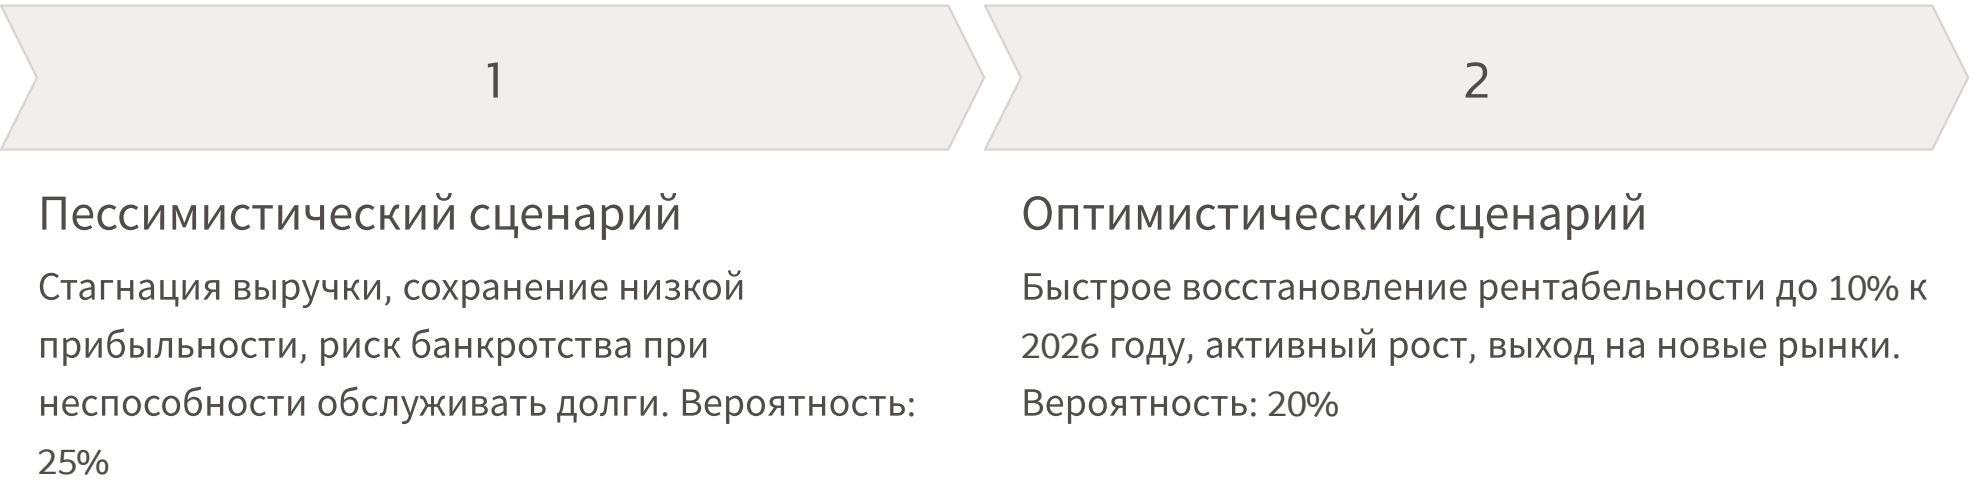 1
Пессимистический сценарий
Стагнация выручки, сохранение низкой
прибыльности, риск банкротства при
неспособности обслуживать долги. Вероятность:
25%
2
Оптимистический сценарий
Быстрое восстановление рентабельности до 10% к
2026 году, активный рост, выход на новые рынки.
Вероятность: 20%